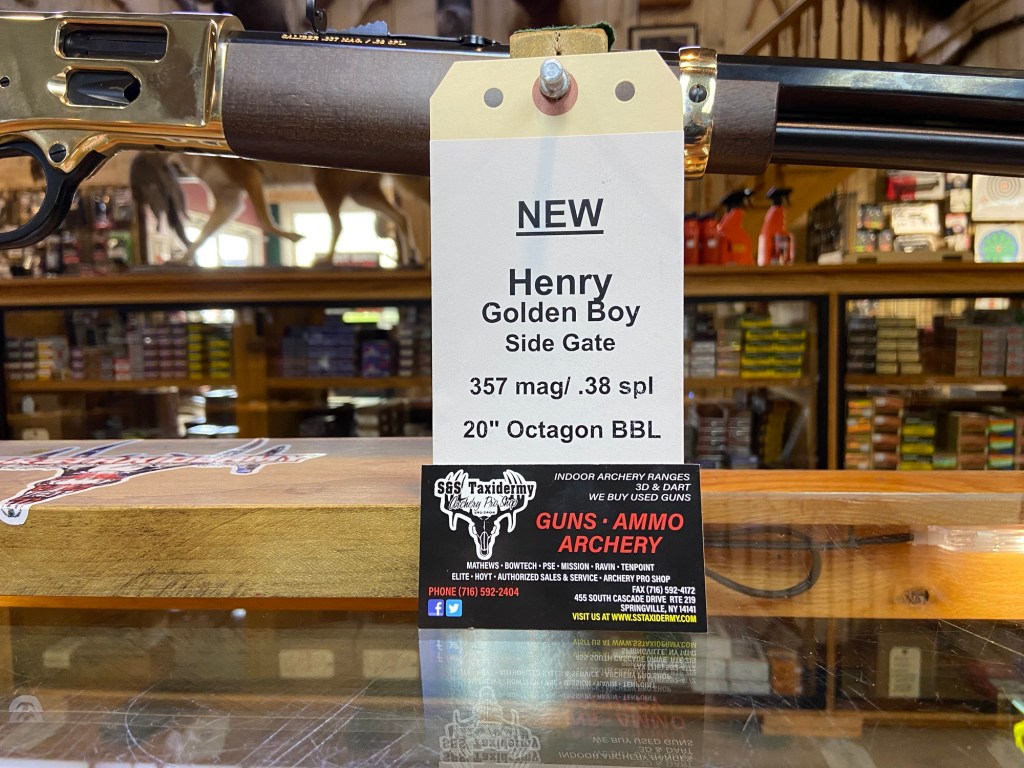 CALIBER .357 MAG. / .38 SPL.
NEW
Henry
Golden Boy
Side Gate
357 mag/ .38 spl
20" Octagon BBL
S&S Taxidermy
Archery Pro Shop
INDOOR ARCHERY RANGES
3D & DART
WE BUY USED GUNS
GUNS · AMMO
ARCHERY
MATHEWS · BOWTECH · PSE · MISSION · RAVIN · TENPOINT
ELITE · HOYT · AUTHORIZED SALES & SERVICE · ARCHERY PRO SHOP
PHONE (716) 592-2404
FAX (716) 592-4172
455 SOUTH CASCADE DRIVE RTE 219
SPRINGVILLE, NY 14141
VISIT US AT WWW.SSTAXIDERMY.COM